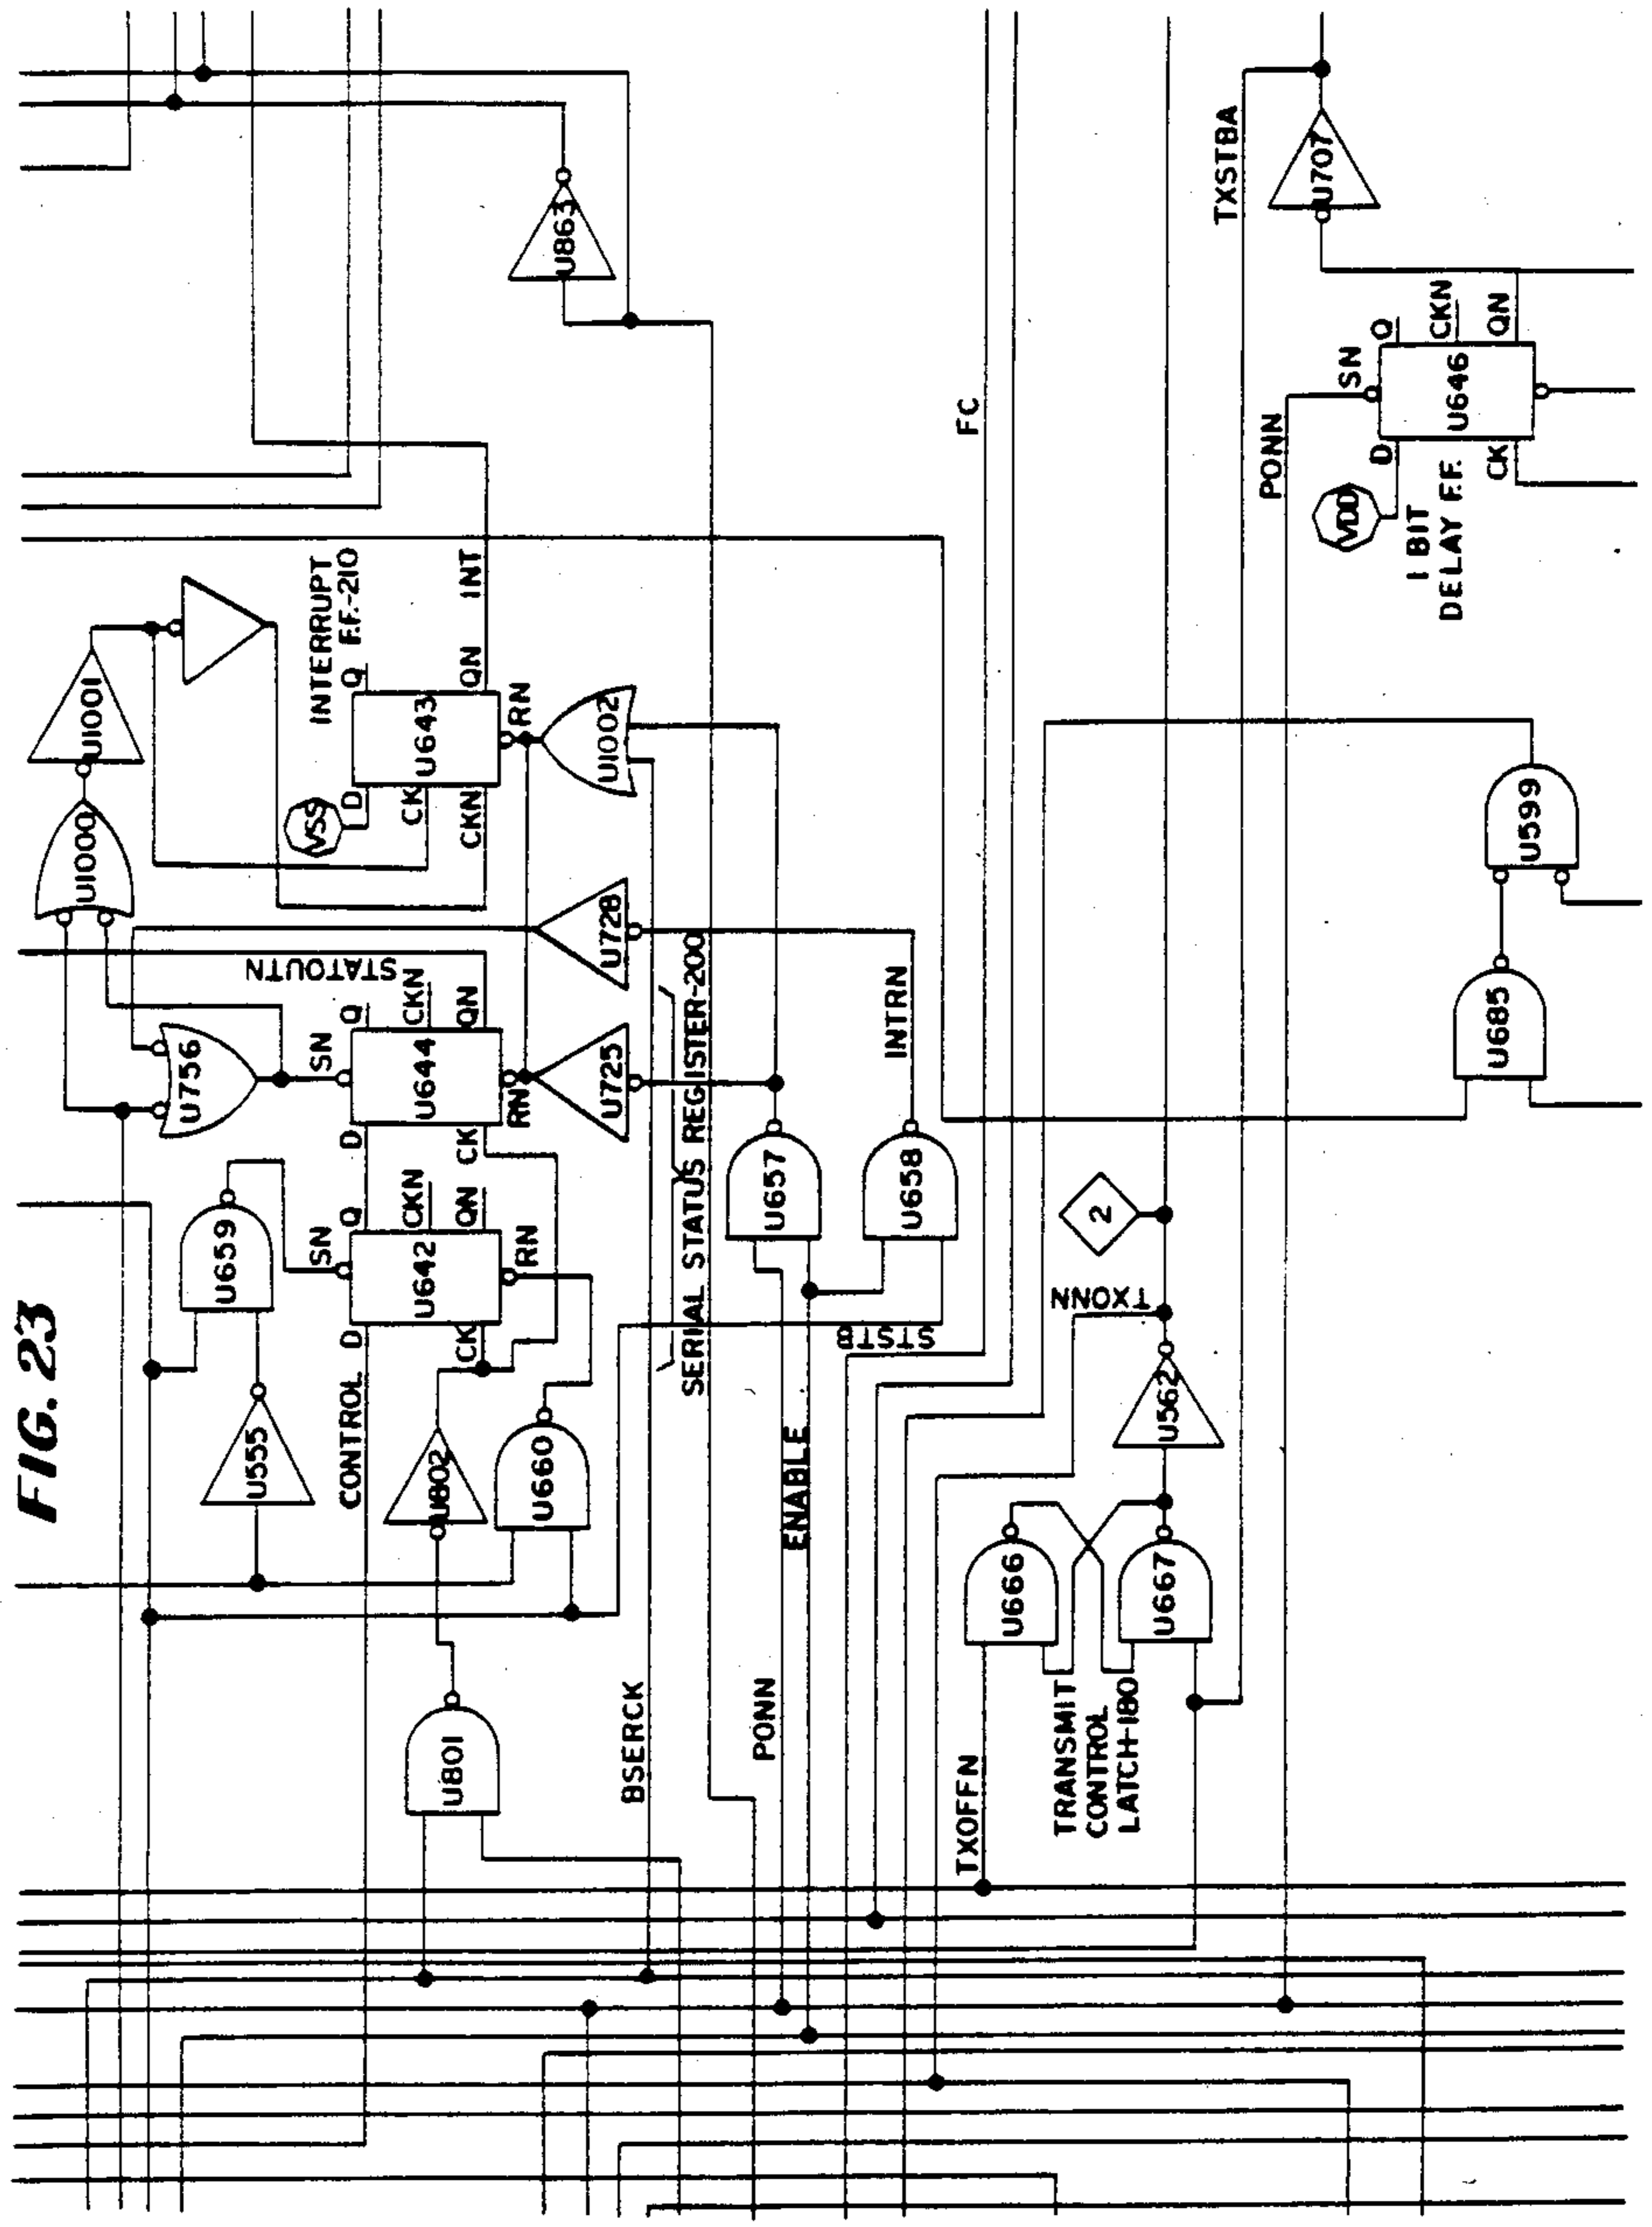 FIG. 23
U1001
U1000
U756
U659
U555
CONTROL
U802
U660
U801
U642
D
Q
CK
CKN
QN
SN
RN
U644
D
Q
CK
CKN
QN
SN
RN
STATOUTN
U643
D
Q
CK
CKN
QN
RN
VSS
INTERRUPT
F.F.-210
INT
U1002
U728
U725
SERIAL STATUS REGISTER-200
U863
BSERCK
PONN
ENABLE
U657
U658
INTRN
STSTB
FC
TXOFFN
TRANSMIT
CONTROL
LATCH-180
U666
U667
U562
TXONN
2
TXSTBA
U707
PONN
SN
U646
D
Q
CK
CKN
QN
VDD
1 BIT
DELAY F.F.
U599
U685